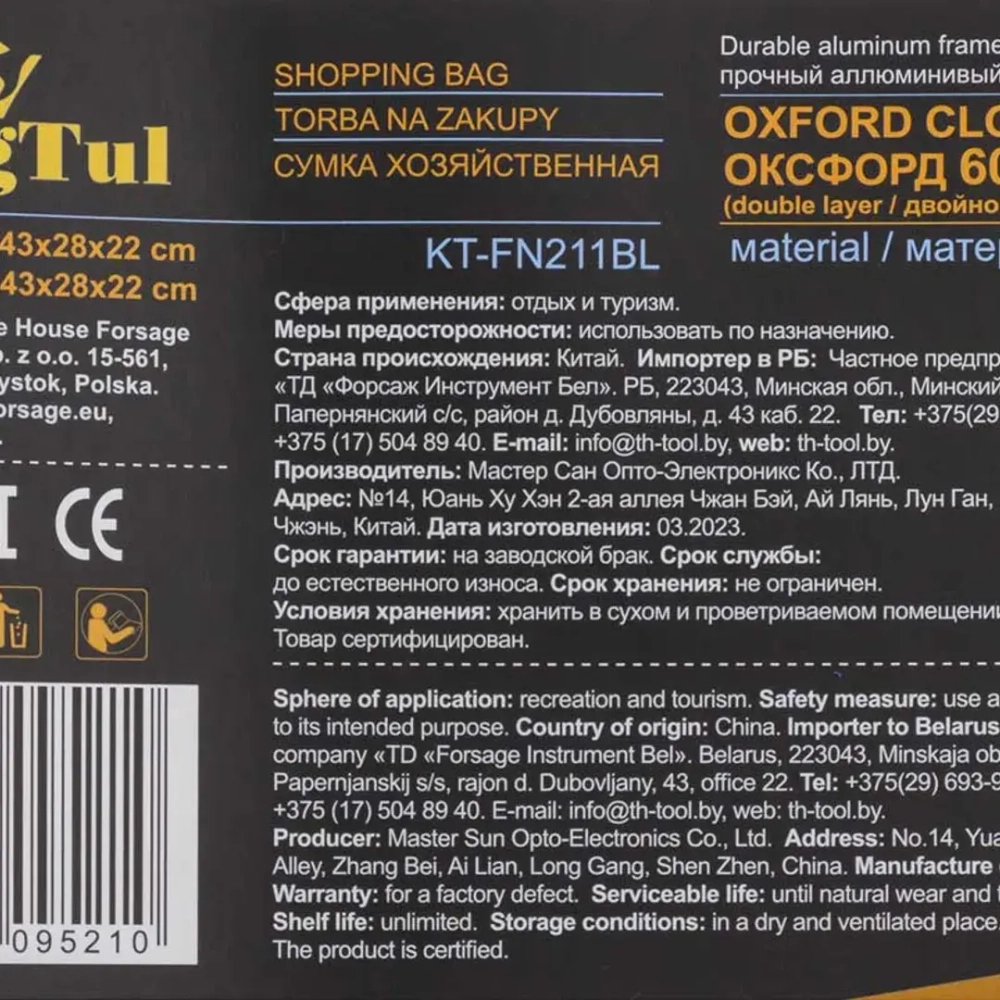 gTul
43x28x22 cm
43x28x22 cm
House Forsage
z o.o. 15-561,
Polska.
095210
SHOPPING BAG
TORBA NA ZAKUPY
СУМКА ХОЗЯЙСТВЕННАЯ
KT-FN211BL
Durable aluminum frame
прочный аллюминивый
OXFORD
ОКСФОРД 60
(double layer /
material /
Сфера применения: отдых и туризм.
Меры предосторожности: использовать по назначению.
Страна происхождения: Китай. Импортер в РБ: Частное
«ТД «Форсаж Инструмент Бел». РБ, 223043, Минская обл., Минский
Папернянский с/с, район д. Дубовляны, д. 43 каб. 22. Тел: +375(29
+375 (17) 504 89 40. E-mail: info@th-tool.by, web: th-tool.by.
Производитель: Мастер Сан Опто-Электроникс Ко., ЛТД.
Адрес: №14, Юань Ху Хэн 2-ая аллея Чжан Бэй, Ай Лянь, Лун Ган,
Чжэнь, Китай. Дата изготовления: 03.2023.
Срок гарантии: на заводской брак. Срок службы:
до естественного износа. Срок хранения: не ограничен.
Условия хранения: хранить в сухом и проветриваемом
Товар сертифицирован.
Sphere of application: recreation and tourism. Safety measure: use
to its intended purpose. Country of origin: China. Importer to Belarus
company «TD «Forsage Instrument Bel». Belarus, 223043, Minskaja
Papernjanskij s/s, rajon d. Dubovljany, 43, office 22. Tel: +375(29) 693-9
+375 (17) 504 89 40. E-mail: info@th-tool.by, web: th-tool.by.
Producer: Master Sun Opto-Electronics Co., Ltd. Address: No.14,
Alley, Zhang Bei, Ai Lian, Long Gang, Shen Zhen, China. Manufacture
Warranty: for a factory defect. Serviceable life: until natural wear and
Shelf life: unlimited. Storage conditions: in a dry and ventilated place.
The product is certified.